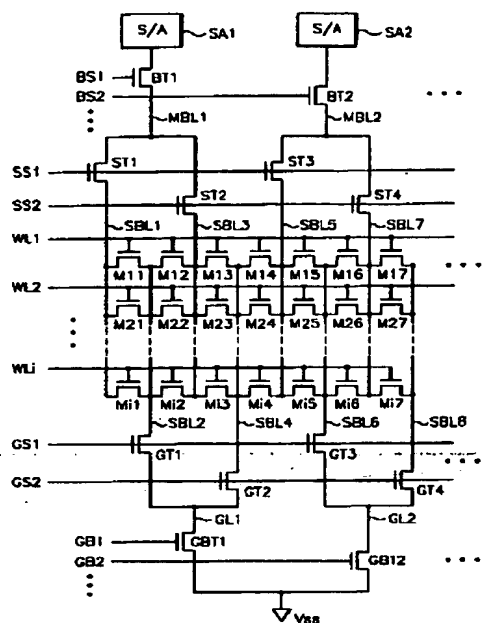 S/A SA1 S/A SA2
BS1 BT1
BS2 BT2
MBL1 MBL2
SS1 ST1 ST3
SS2 ST2 ST4
SBL1 SBL3 SBL5 SBL7
WL1
M11 M12 M13 M14 M15 M16 M17
WL2
M21 M22 M23 M24 M25 M26 M27
WLi
Mi1 Mi2 Mi3 Mi4 Mi5 Mi6 Mi7
SBL2 SBL4 SBL6 SBL8
GS1 GT1 GT3
GS2 GT2 GT4
GL1 GL2
GB1 GBT1
GB2 GB12
Vss